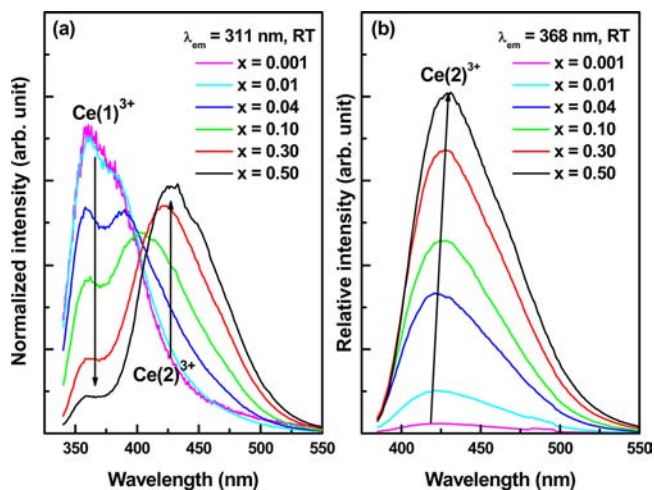 (a)
λem = 311 nm, RT
x = 0.001
x = 0.01
x = 0.04
x = 0.10
x = 0.30
x = 0.50
Ce(1)³⁺
Ce(2)³⁺
Normalized intensity (arb. unit)
350 400 450 500 550
Wavelength (nm)
(b)
λem = 368 nm, RT
Ce(2)³⁺
x = 0.001
x = 0.01
x = 0.04
x = 0.10
x = 0.30
x = 0.50
Relative intensity (arb. unit)
400 450 500 550
Wavelength (nm)